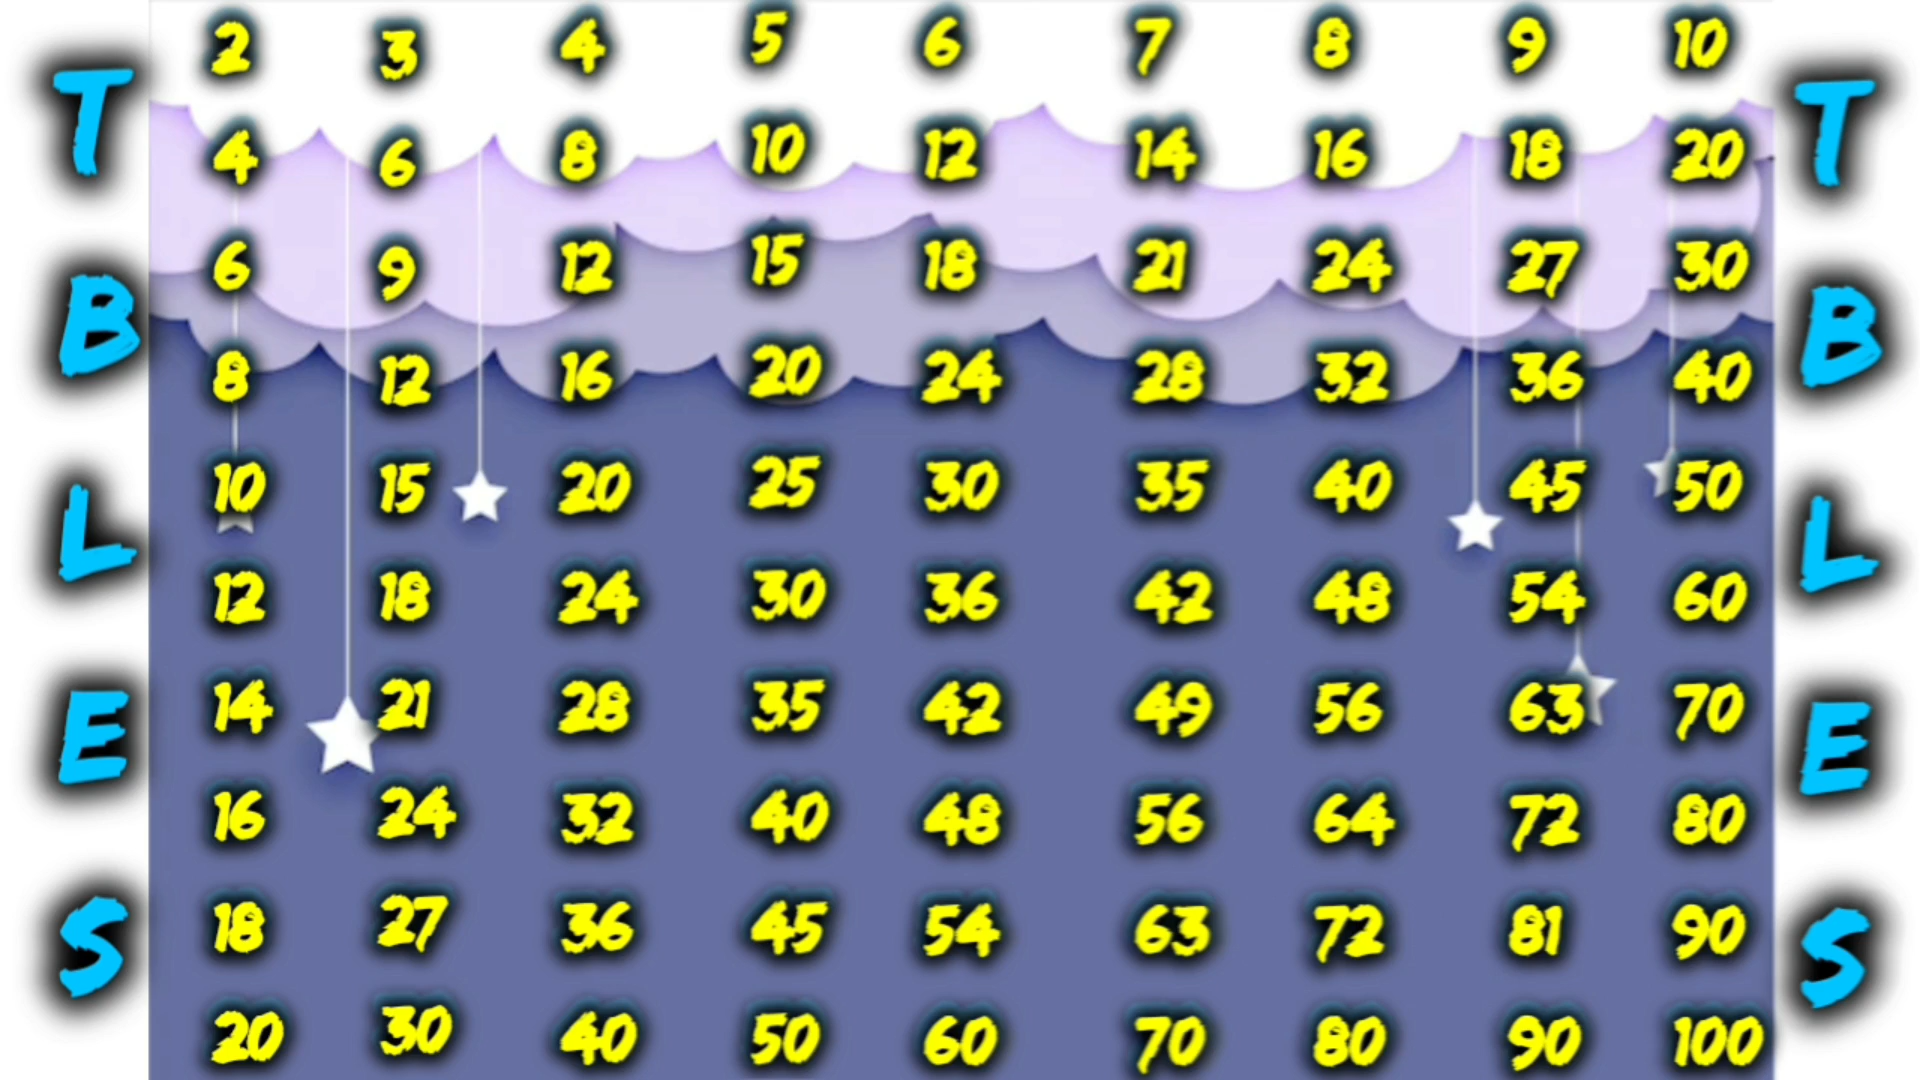 T
B
L
E
S
2 3 4 5 6 7 8 9 10
4 6 8 10 12 14 16 18 20
6 9 12 15 18 21 24 27 30
8 12 16 20 24 28 32 36 40
10 15 20 25 30 35 40 45 50
12 18 24 30 36 42 48 54 60
14 21 28 35 42 49 56 63 70
16 24 32 40 48 56 64 72 80
18 27 36 45 54 63 72 81 90
20 30 40 50 60 70 80 90 100
T
B
L
E
S